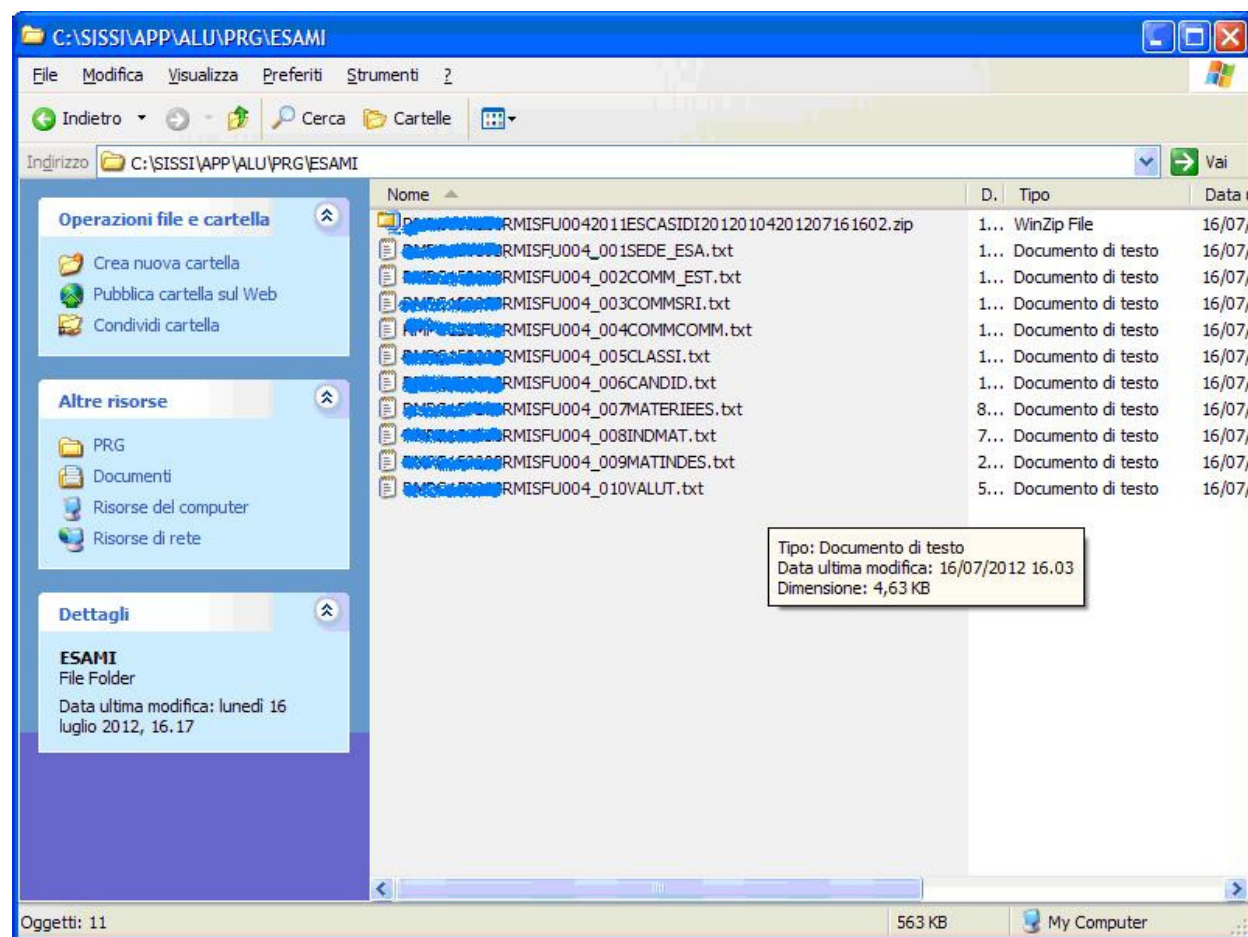 C:\SISSI\APP\ALU\PRG\ESAMI
File Modifica Visualizza Preferiti Strumenti ?
Indietro Cerca Cartelle
Indirizzo C:\SISSI\APP\ALU\PRG\ESAMI Vai
Operazioni file e cartella
Crea nuova cartella
Pubblica cartella sul Web
Condividi cartella
Altre risorse
PRG
Documenti
Risorse del computer
Risorse di rete
Dettagli
ESAMI
File Folder
Data ultima modifica: lunedì 16
luglio 2012, 16.17
Nome D. Tipo Data
RMISFU0042011ESCASIDI20120104201207161602.zip 1... WinZip File 16/07/
RMISFU004_001SEDE_ESA.txt 1... Documento di testo 16/07/
RMISFU004_002COMM_EST.txt 1... Documento di testo 16/07/
RMISFU004_003COMMSRI.txt 1... Documento di testo 16/07/
RMISFU004_004COMMCOMM.txt 1... Documento di testo 16/07/
RMISFU004_005CLASSI.txt 1... Documento di testo 16/07/
RMISFU004_006CANDID.txt 1... Documento di testo 16/07/
RMISFU004_007MATERIEES.txt 8... Documento di testo 16/07/
RMISFU004_008INDMAT.txt 7... Documento di testo 16/07/
RMISFU004_009MATINDES.txt 2... Documento di testo 16/07/
RMISFU004_010VALUT.txt 5... Documento di testo 16/07/
Tipo: Documento di testo
Data ultima modifica: 16/07/2012 16.03
Dimensione: 4,63 KB
Oggetti: 11 563 KB My Computer